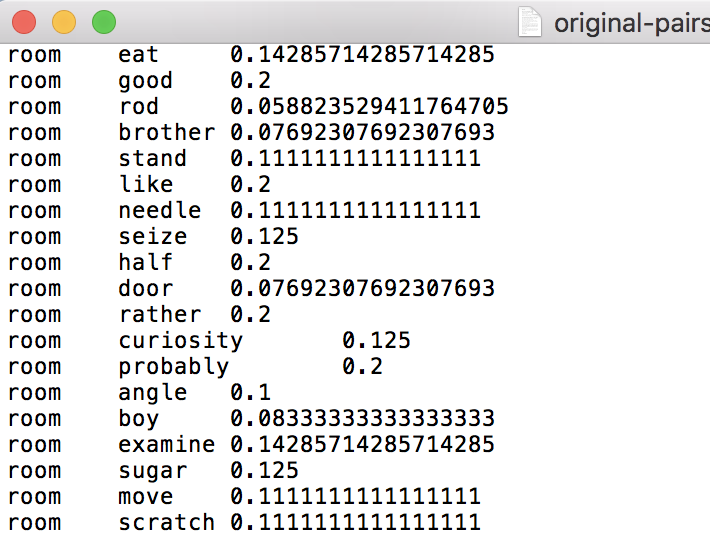 original-pairs
room eat 0.14285714285714285
room good 0.2
room rod 0.058823529411764705
room brother 0.07692307692307693
room stand 0.1111111111111111
room like 0.2
room needle 0.1111111111111111
room seize 0.125
room half 0.2
room door 0.07692307692307693
room rather 0.2
room curiosity 0.125
room probably 0.2
room angle 0.1
room boy 0.08333333333333333
room examine 0.14285714285714285
room sugar 0.125
room move 0.1111111111111111
room scratch 0.1111111111111111